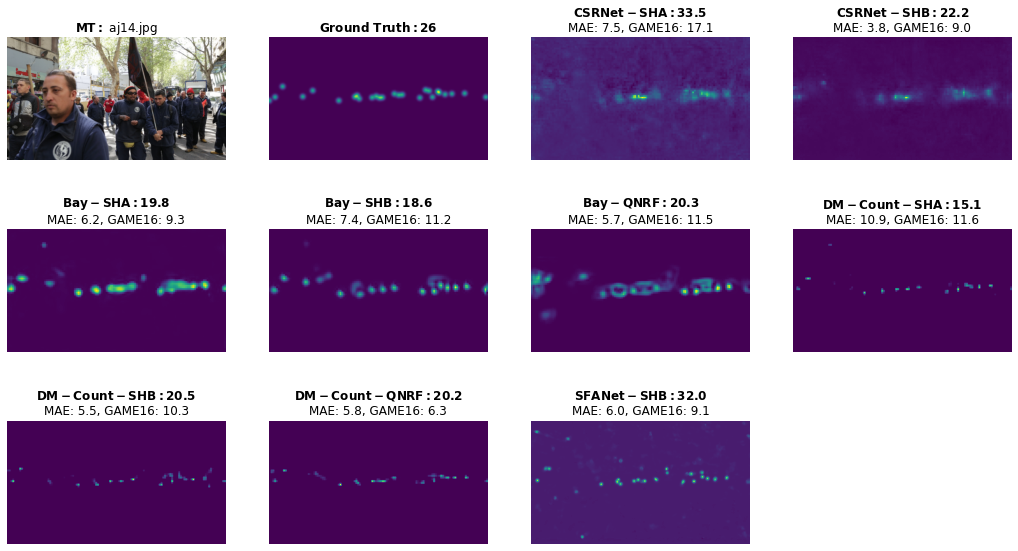 MT: aj14.jpg
Ground Truth:26
CSRNet−SHA:33.5
MAE: 7.5, GAME16: 17.1
CSRNet−SHB:22.2
MAE: 3.8, GAME16: 9.0
Bay−SHA:19.8
MAE: 6.2, GAME16: 9.3
Bay−SHB:18.6
MAE: 7.4, GAME16: 11.2
Bay−QNRF:20.3
MAE: 5.7, GAME16: 11.5
DM−Count−SHA:15.1
MAE: 10.9, GAME16: 11.6
DM−Count−SHB:20.5
MAE: 5.5, GAME16: 10.3
DM−Count−QNRF:20.2
MAE: 5.8, GAME16: 6.3
SFANet−SHB:32.0
MAE: 6.0, GAME16: 9.1